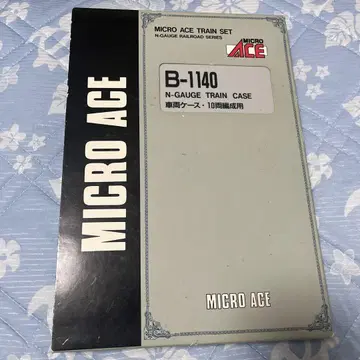 MICRO ACE TRAIN SET
N-GAUGE RAILROAD SERIES
MICRO
ACE
B-1140
N-GAUGE TRAIN CASE
車両ケース・10両編成用
MICRO ACE
MICRO ACE